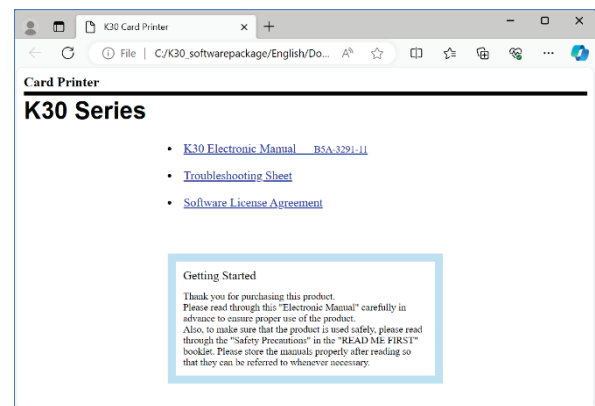 K30 Card Printer
File | C:/K30_softwarepackage/English/Do...
Card Printer
K30 Series
• K30 Electronic Manual B5A-3291-11
• Troubleshooting Sheet
• Software License Agreement
Getting Started
Thank you for purchasing this product.
Please read through this "Electronic Manual" carefully in
advance to ensure proper use of the product.
Also, to make sure that the product is used safely, please read
through the "Safety Precautions" in the "READ ME FIRST"
booklet. Please store the manuals properly after reading so
that they can be referred to whenever necessary.